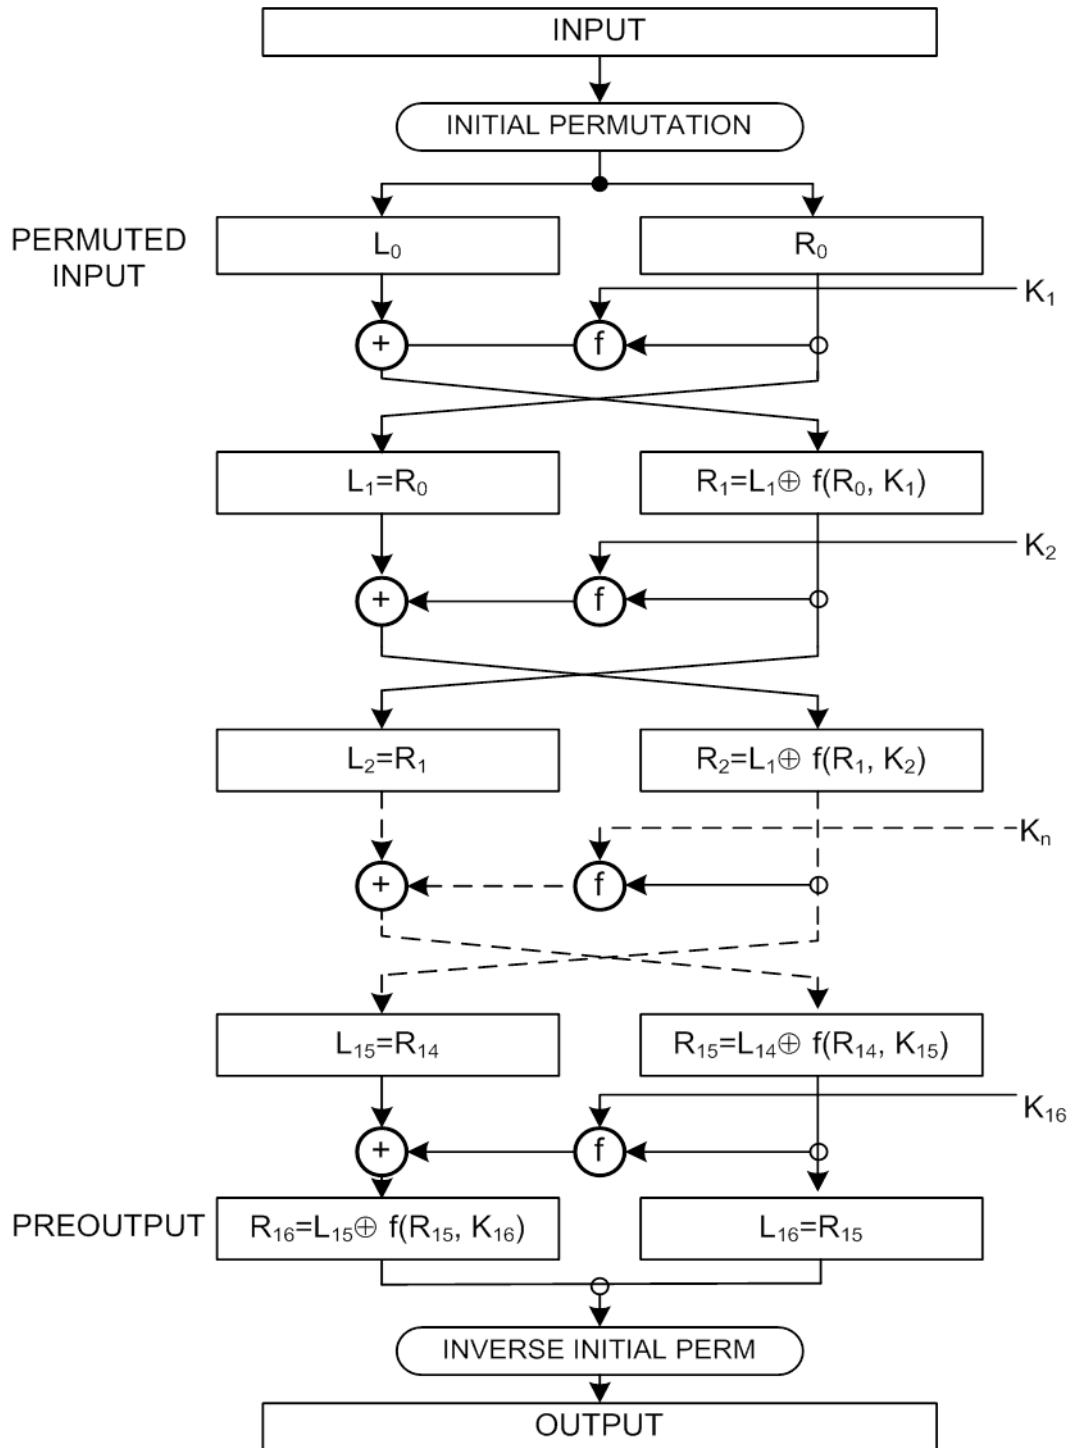 INPUT
INITIAL PERMUTATION
PERMUTED
INPUT
L₀
R₀
K₁
+
f
L₁=R₀
R₁=L₁⊕ f(R₀, K₁)
K₂
+
f
L₂=R₁
R₂=L₁⊕ f(R₁, K₂)
Kₙ
+
f
L₁₅=R₁₄
R₁₅=L₁₄⊕ f(R₁₄, K₁₅)
K₁₆
+
f
PREOUTPUT
R₁₆=L₁₅⊕ f(R₁₅, K₁₆)
L₁₆=R₁₅
INVERSE INITIAL PERM
OUTPUT